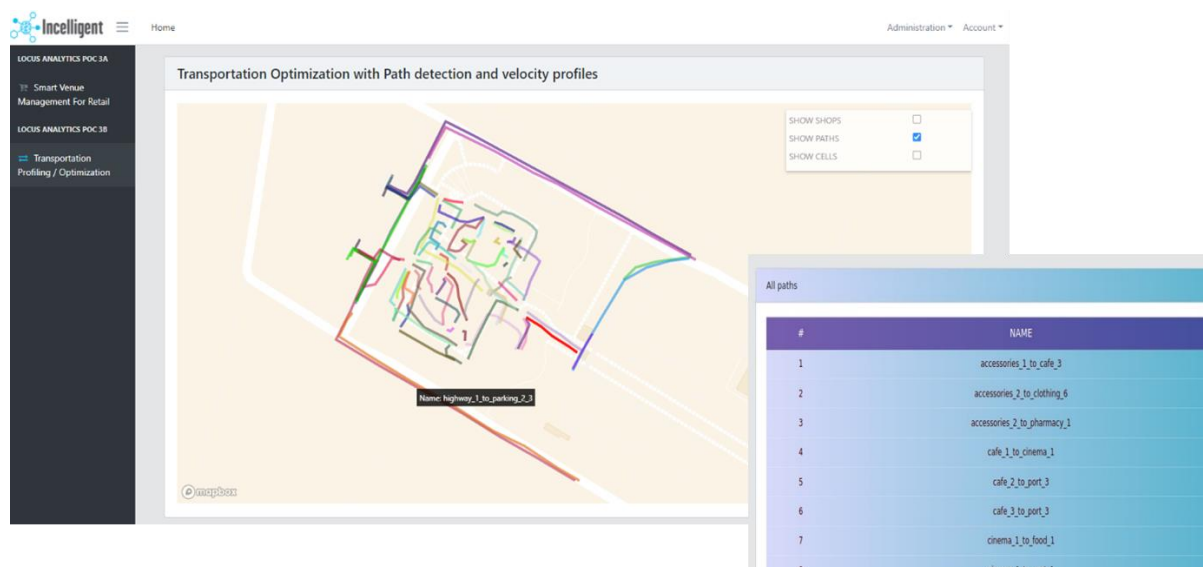 Incelligent
Home
Administration
Account
LOCUS ANALYTICS POC 3A
Smart Venue
Management For Retail
LOCUS ANALYTICS POC 3B
Transportation
Profiling / Optimization
Transportation Optimization with Path detection and velocity profiles
SHOW SHOPS
SHOW PATHS
SHOW CELLS
Name: highway_1_to_parking_2_3
mapbox
All paths
# NAME
1 accessories_1_to_cafe_3
2 accessories_2_to_clothing_6
3 accessories_2_to_pharmacy_1
4 cafe_1_to_cinema_1
5 cafe_2_to_port_3
6 cafe_3_to_port_3
7 cinema_1_to_food_1